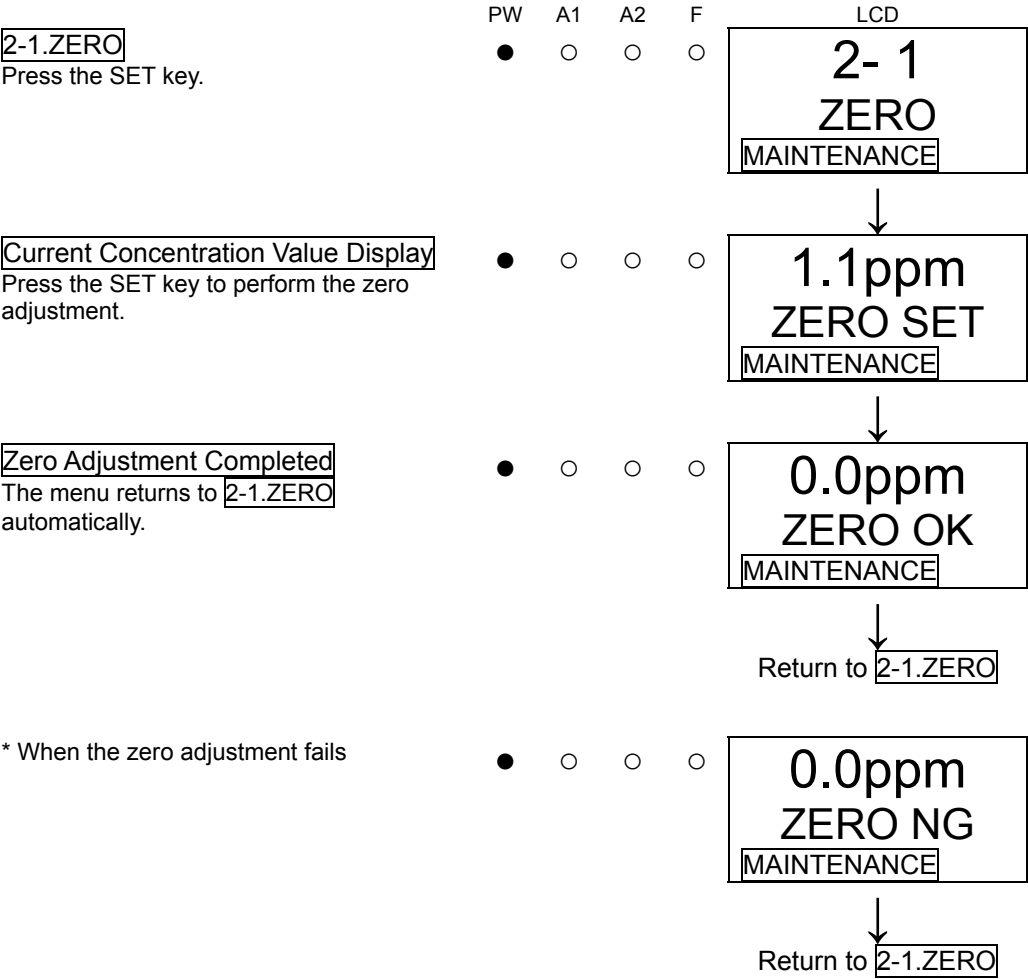 PW A1 A2 F LCD
2-1.ZERO
Press the SET key.
● ○ ○ ○
2- 1
ZERO
MAINTENANCE
↓
Current Concentration Value Display
Press the SET key to perform the zero
adjustment.
● ○ ○ ○
1.1ppm
ZERO SET
MAINTENANCE
↓
Zero Adjustment Completed
The menu returns to 2-1.ZERO
automatically.
● ○ ○ ○
0.0ppm
ZERO OK
MAINTENANCE
↓
Return to 2-1.ZERO
* When the zero adjustment fails
● ○ ○ ○
0.0ppm
ZERO NG
MAINTENANCE
↓
Return to 2-1.ZERO